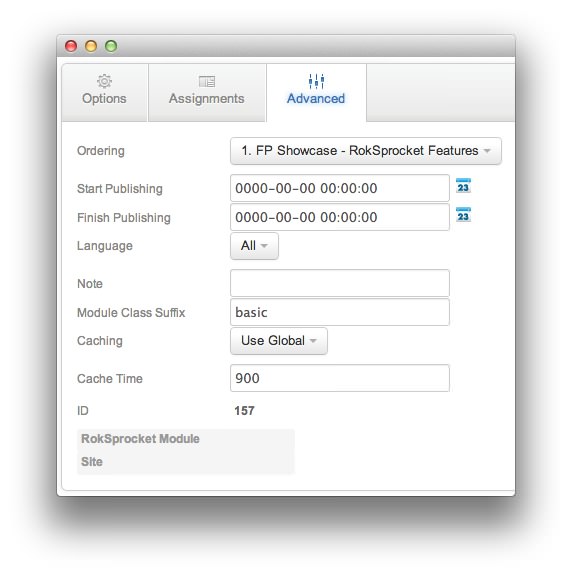 Options Assignments Advanced
Ordering 1. FP Showcase - RokSprocket Features
Start Publishing 0000-00-00 00:00:00 23
Finish Publishing 0000-00-00 00:00:00 23
Language All
Note
Module Class Suffix basic
Caching Use Global
Cache Time 900
ID 157
RokSprocket Module
Site